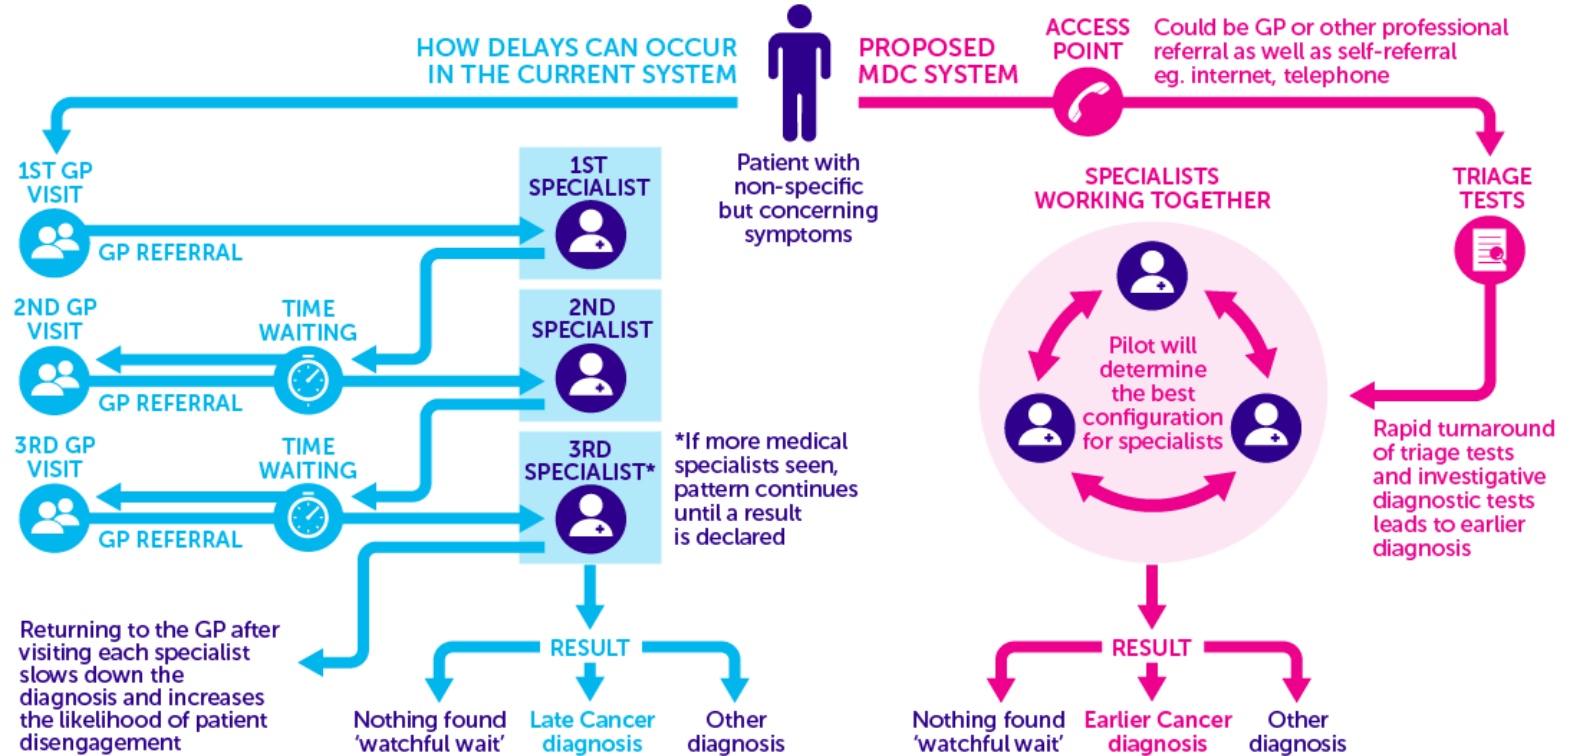 HOW DELAYS CAN OCCUR
IN THE CURRENT SYSTEM
1ST GP
VISIT
GP REFERRAL
1ST
SPECIALIST
2ND GP
VISIT
TIME
WAITING
GP REFERRAL
2ND
SPECIALIST
3RD GP
VISIT
TIME
WAITING
GP REFERRAL
3RD
SPECIALIST*
*If more medical
specialists seen,
pattern continues
until a result
is declared
Returning to the GP after
visiting each specialist
slows down the
diagnosis and increases
the likelihood of patient
disengagement
RESULT
Nothing found
‘watchful wait’
Late Cancer
diagnosis
Other
diagnosis
Patient with
non-specific
but concerning
symptoms
PROPOSED
MDC SYSTEM
ACCESS
POINT
Could be GP or other professional
referral as well as self-referral
eg. internet, telephone
TRIAGE
TESTS
SPECIALISTS
WORKING TOGETHER
Pilot will
determine
the best
configuration
for specialists
Rapid turnaround
of triage tests
and investigative
diagnostic tests
leads to earlier
diagnosis
RESULT
Nothing found
‘watchful wait’
Earlier Cancer
diagnosis
Other
diagnosis